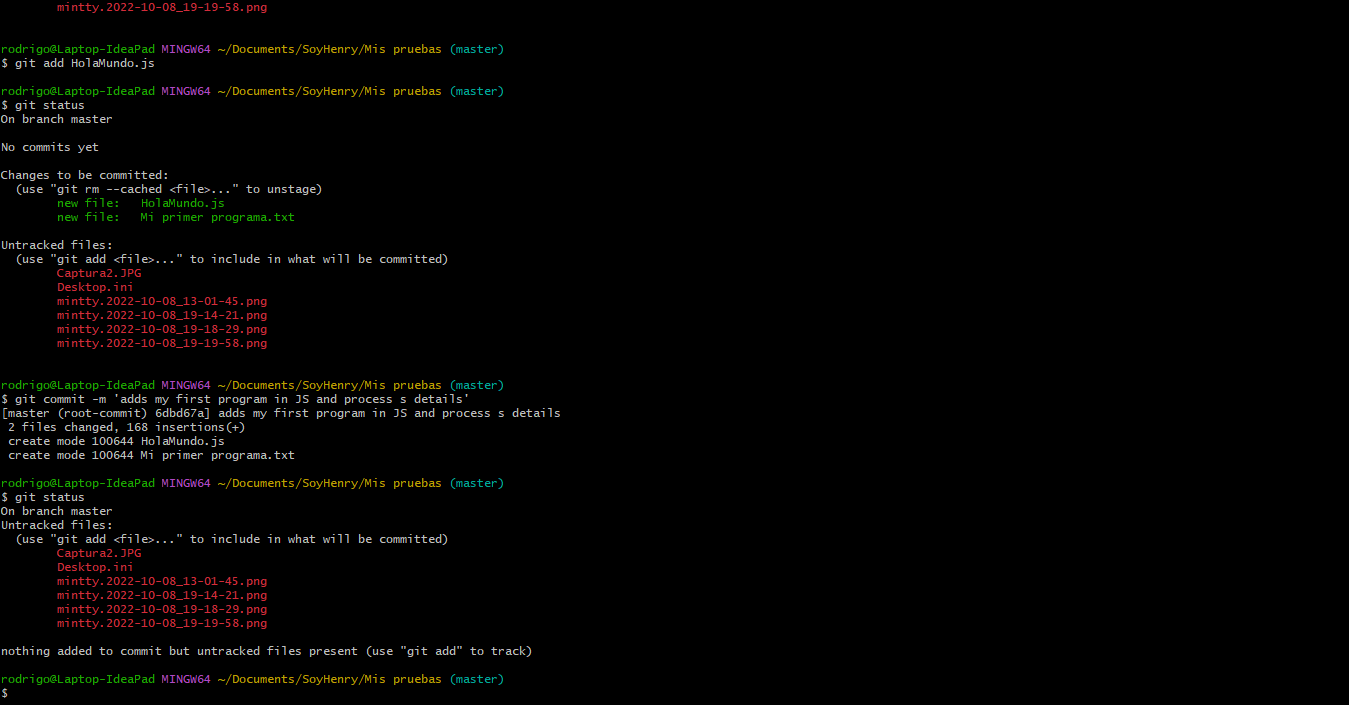 mintty.2022-10-08_19-19-58.png
rodrigo@Laptop-IdeaPad MINGW64 ~/Documents/SoyHenry/Mis pruebas (master)
$ git add HolaMundo.js
rodrigo@Laptop-IdeaPad MINGW64 ~/Documents/SoyHenry/Mis pruebas (master)
$ git status
On branch master
No commits yet
Changes to be committed:
(use "git rm --cached <file>..." to unstage)
new file:   HolaMundo.js
new file:   Mi primer programa.txt
Untracked files:
(use "git add <file>..." to include in what will be committed)
Captura2.JPG
Desktop.ini
mintty.2022-10-08_13-01-45.png
mintty.2022-10-08_19-14-21.png
mintty.2022-10-08_19-18-29.png
mintty.2022-10-08_19-19-58.png
rodrigo@Laptop-IdeaPad MINGW64 ~/Documents/SoyHenry/Mis pruebas (master)
$ git commit -m 'adds my first program in JS and process s details'
[master (root-commit) 6dbd67a] adds my first program in JS and process s details
2 files changed, 168 insertions(+)
create mode 100644 HolaMundo.js
create mode 100644 Mi primer programa.txt
rodrigo@Laptop-IdeaPad MINGW64 ~/Documents/SoyHenry/Mis pruebas (master)
$ git status
On branch master
Untracked files:
(use "git add <file>..." to include in what will be committed)
Captura2.JPG
Desktop.ini
mintty.2022-10-08_13-01-45.png
mintty.2022-10-08_19-14-21.png
mintty.2022-10-08_19-18-29.png
mintty.2022-10-08_19-19-58.png
nothing added to commit but untracked files present (use "git add" to track)
rodrigo@Laptop-IdeaPad MINGW64 ~/Documents/SoyHenry/Mis pruebas (master)
$